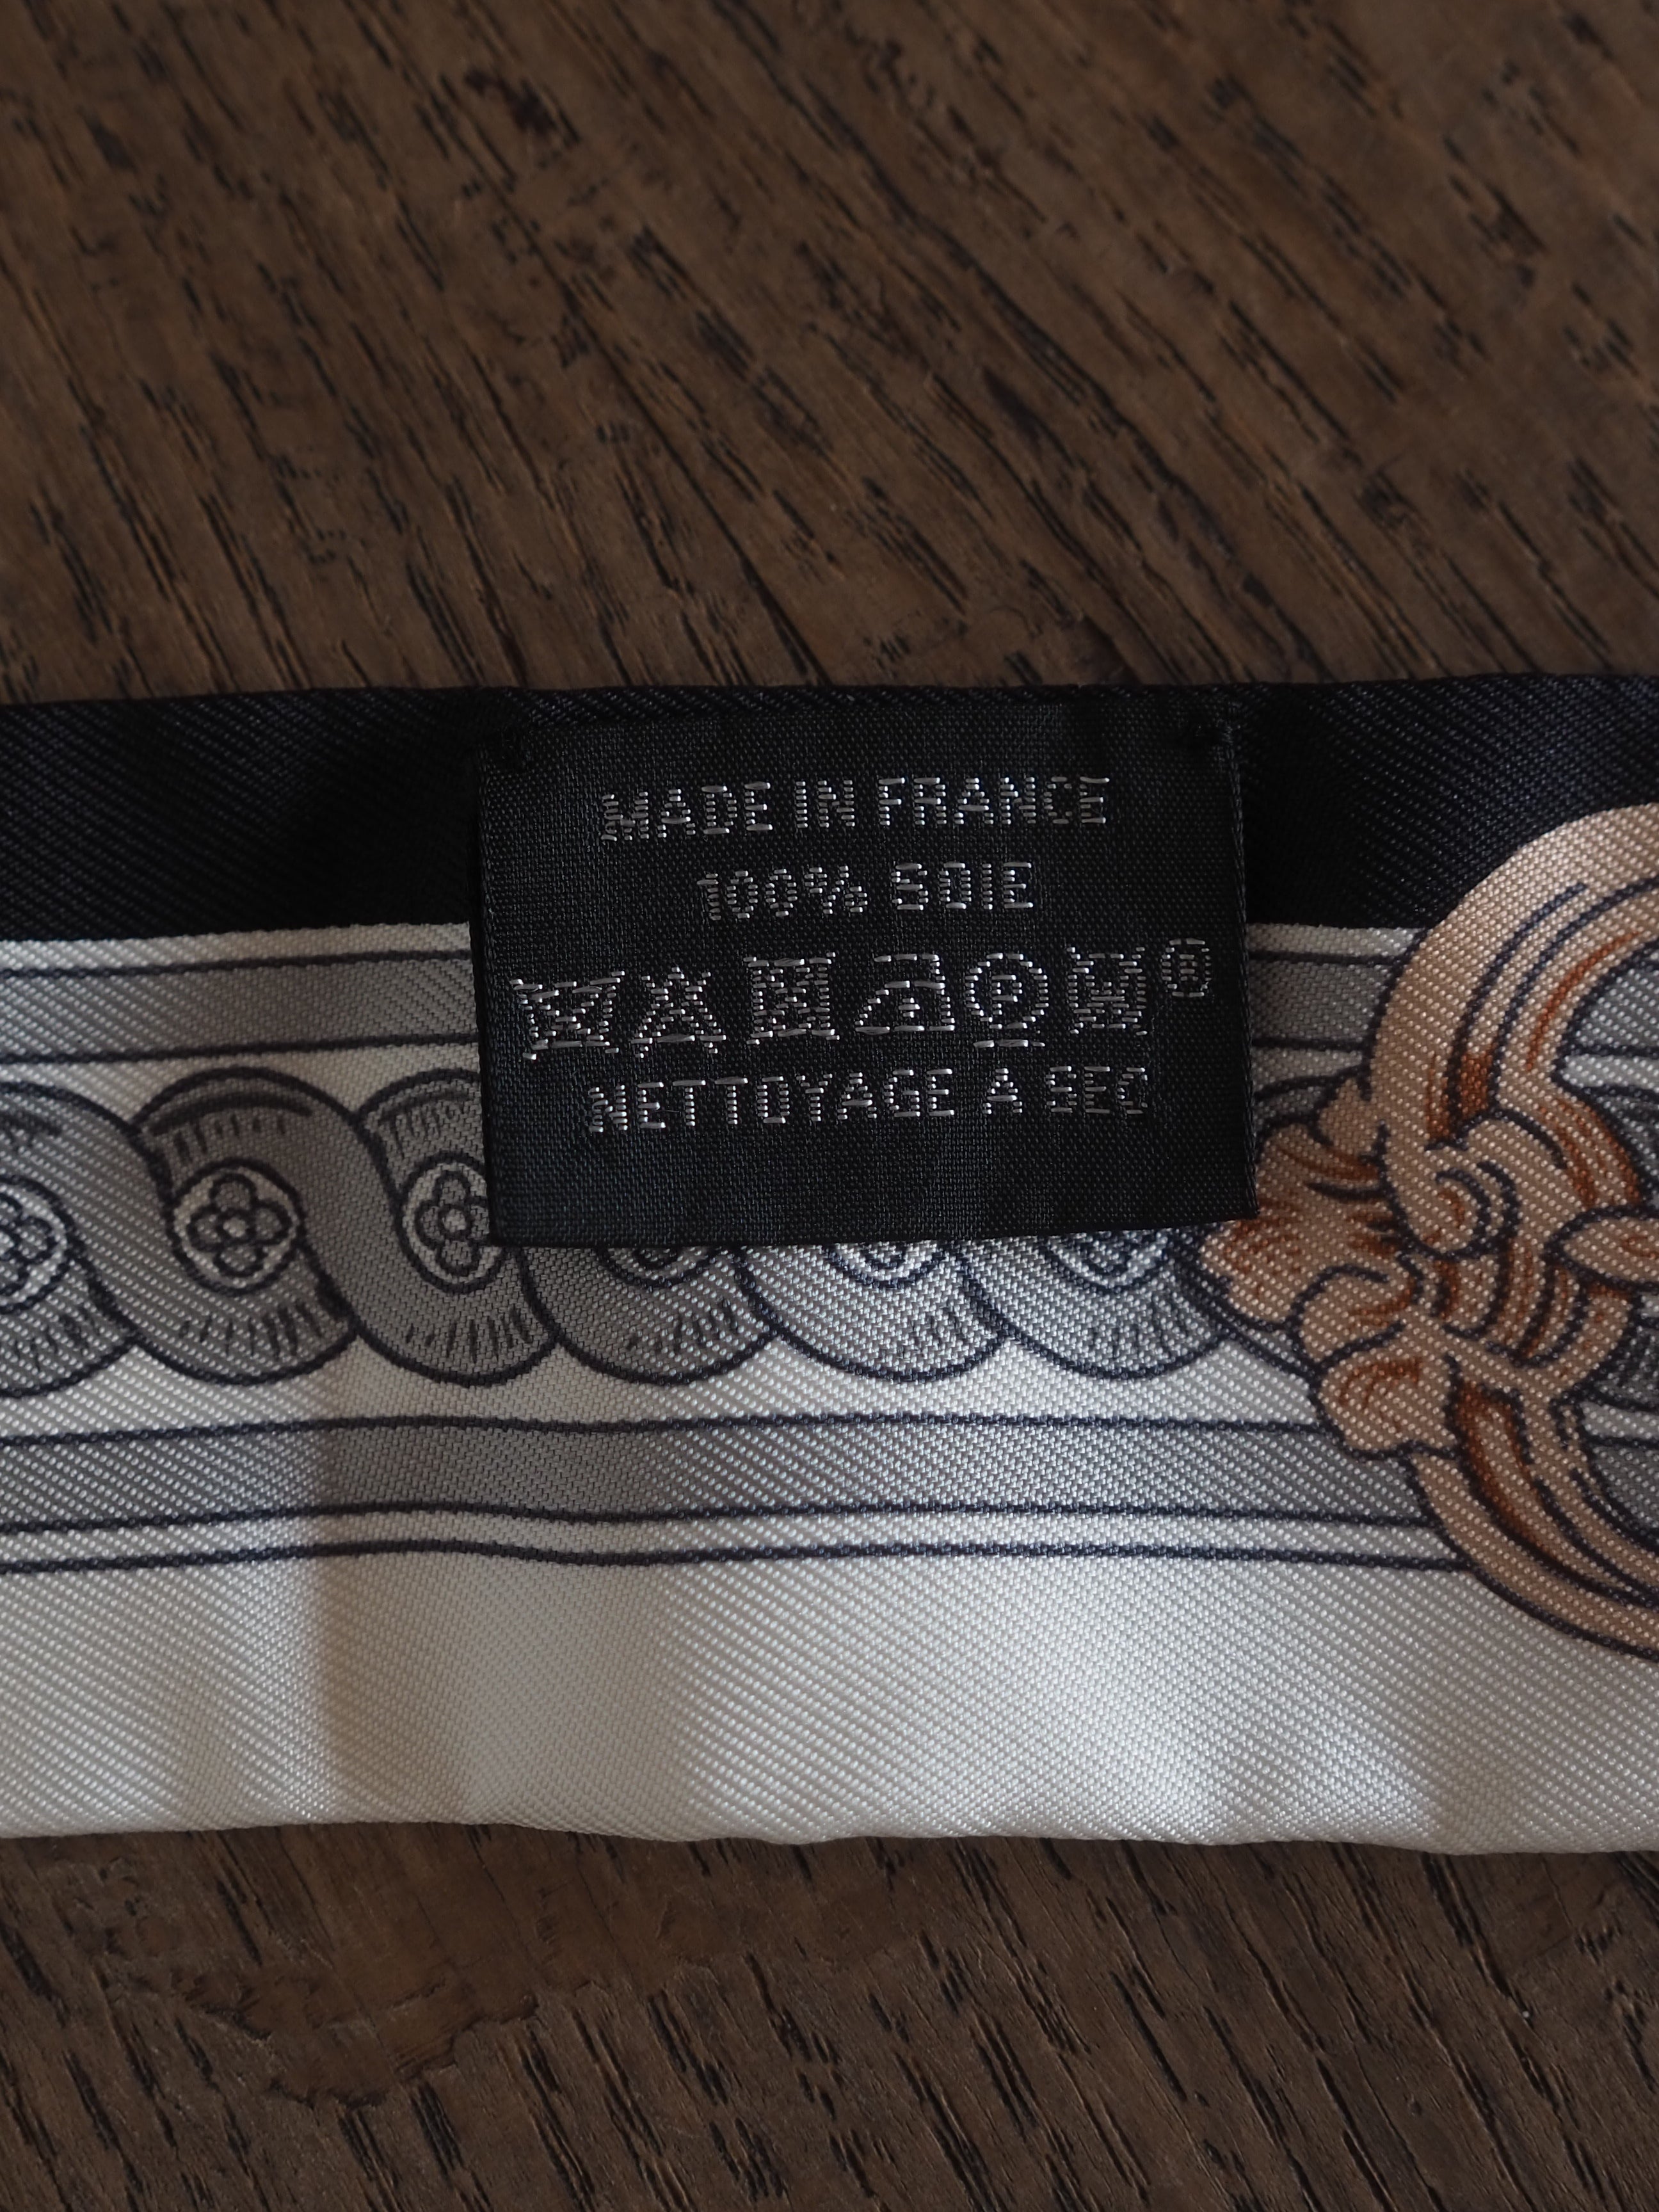 MADE IN FRANCE
100% SOIE
P W ®
NETTOYAGE A SEC